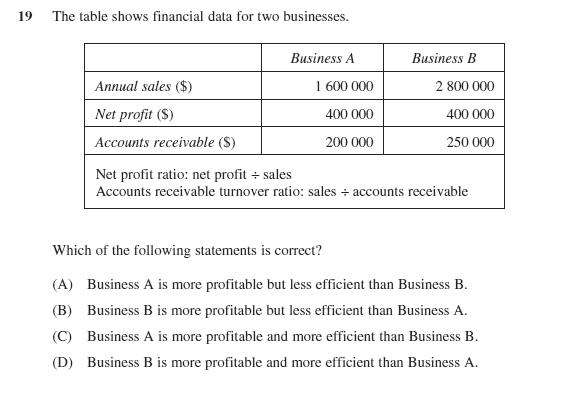 19 The table shows financial data for two businesses.
Business A Business B
Annual sales ($) 1 600 000 2 800 000
Net profit ($) 400 000 400 000
Accounts receivable ($) 200 000 250 000
Net profit ratio: net profit ÷ sales
Accounts receivable turnover ratio: sales ÷ accounts receivable
Which of the following statements is correct?
(A) Business A is more profitable but less efficient than Business B.
(B) Business B is more profitable but less efficient than Business A.
(C) Business A is more profitable and more efficient than Business B.
(D) Business B is more profitable and more efficient than Business A.